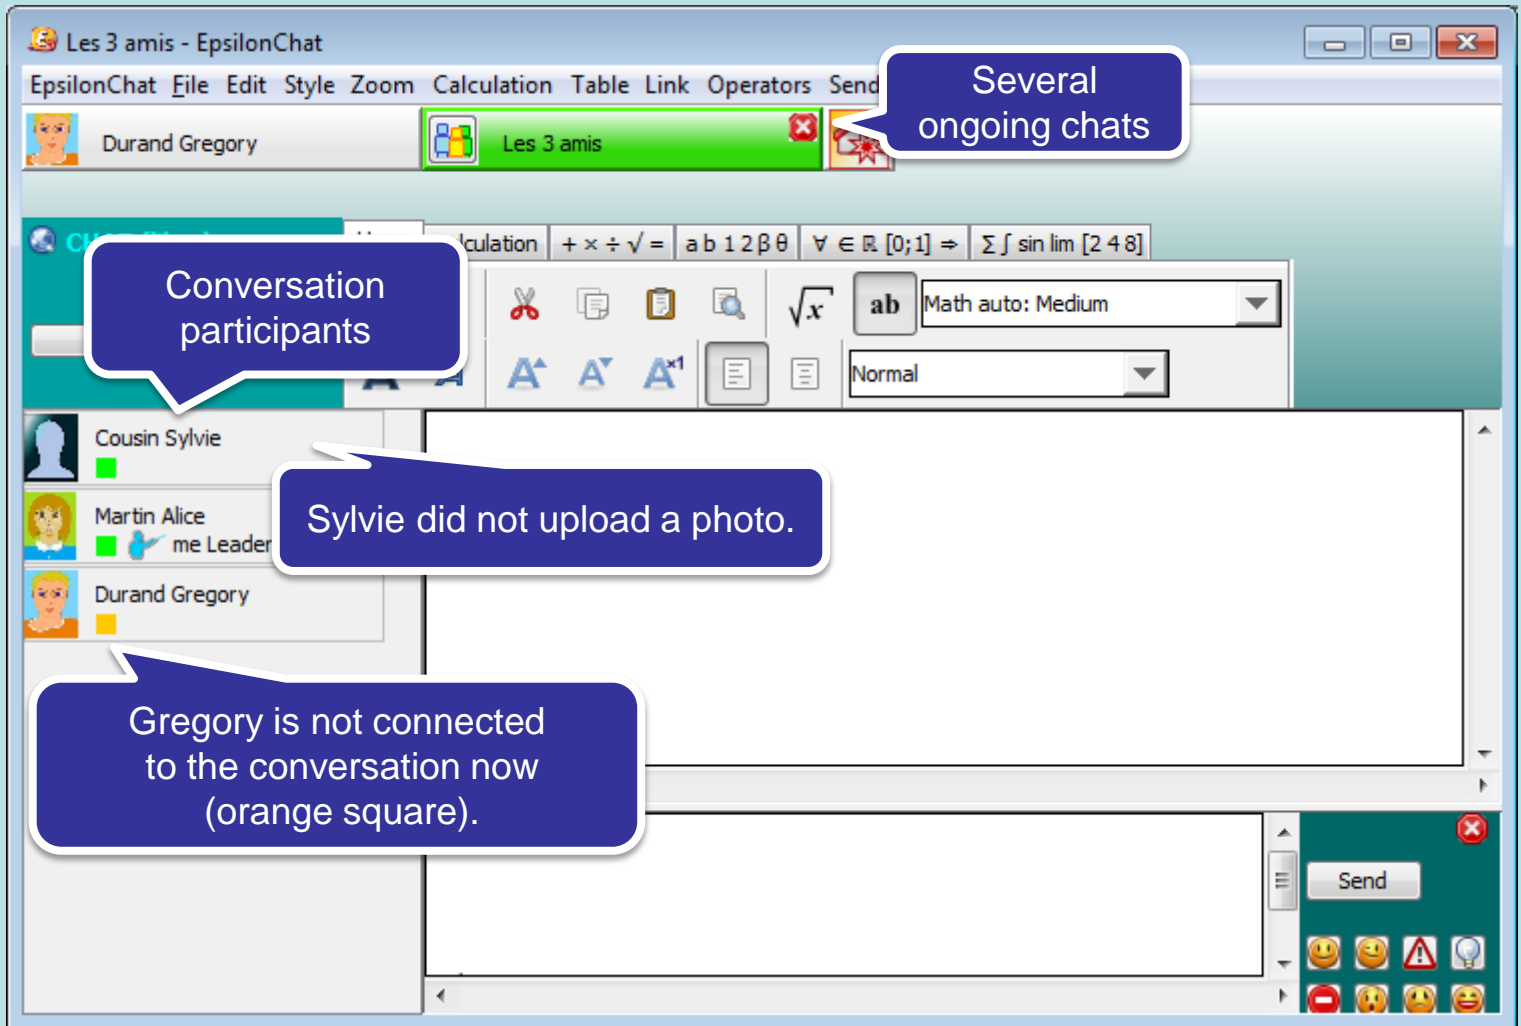 Les 3 amis - EpsilonChat
EpsilonChat File Edit Style Zoom Calculation Table Link Operators Send
Several
ongoing chats
Durand Gregory
Les 3 amis
+ × ÷ √ =
a b 1 2 β θ
∀ ∈ ℝ [0;1] ⇒
Σ ∫ sin lim [2 4 8]
Conversation
participants
√x
ab
Math auto: Medium
Normal
Cousin Sylvie
Sylvie did not upload a photo.
Martin Alice
me Leader
Durand Gregory
Gregory is not connected
to the conversation now
(orange square).
Send